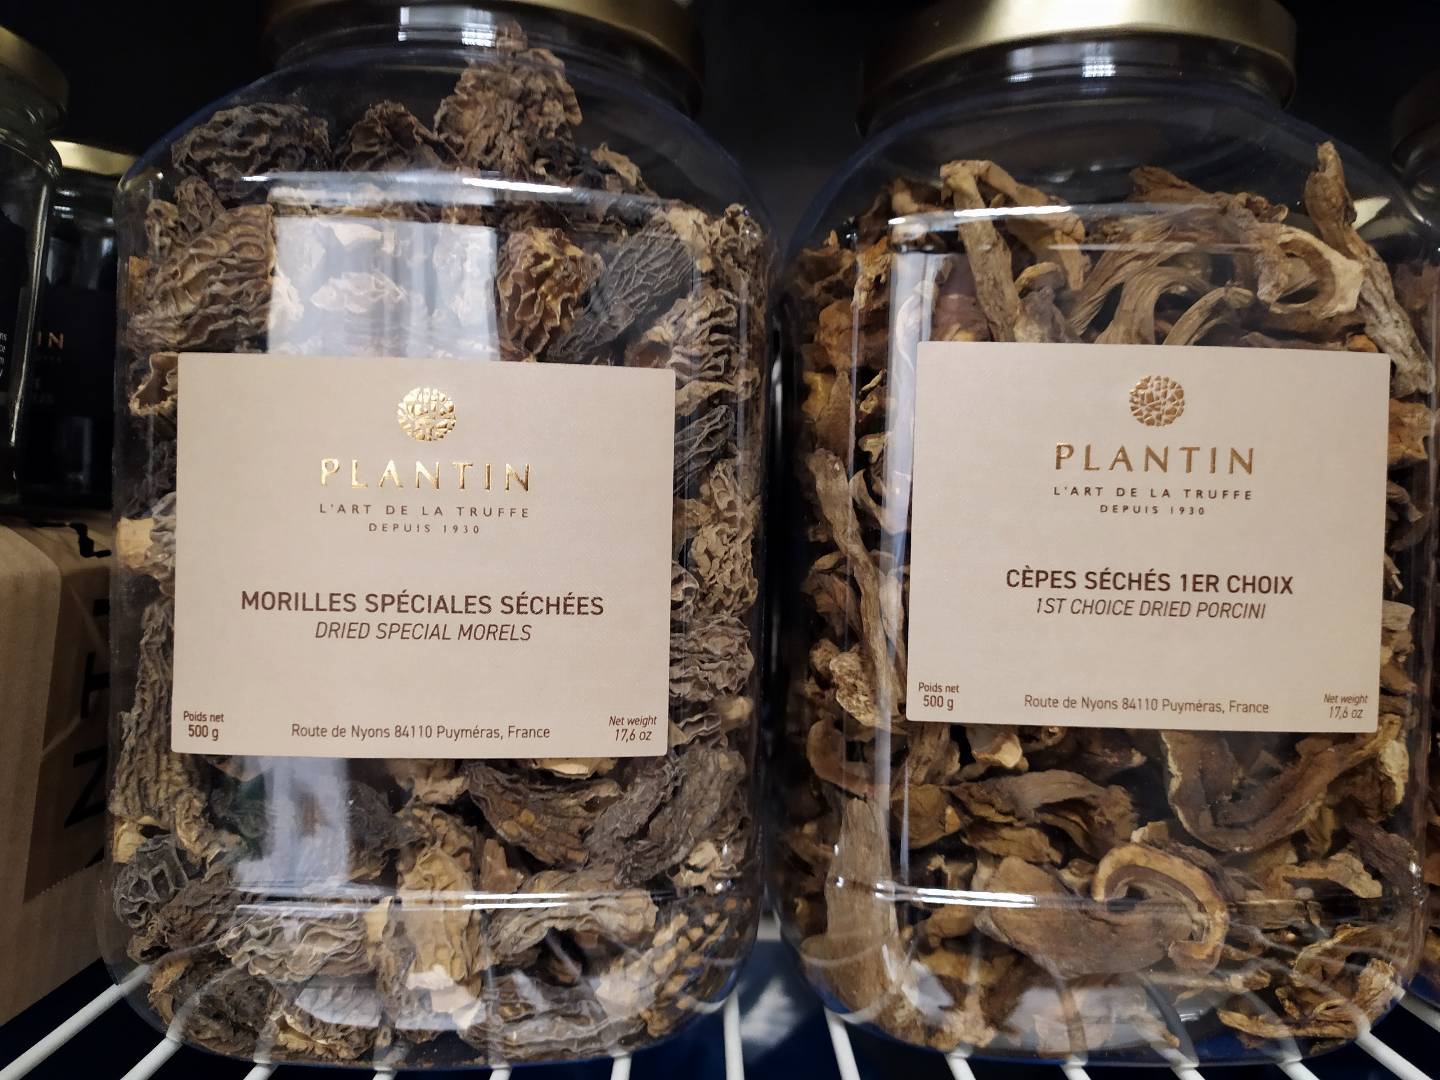 PLANTIN
L'ART DE LA TRUFFE
DEPUIS 1930
MORILLES SPÉCIALES SÉCHÉES
DRIED SPECIAL MORELS
Poids net
500 g
Route de Nyons 84110 Puyméras, France
Net weight
17,6 oz
PLANTIN
L'ART DE LA TRUFFE
DEPUIS 1930
CÈPES SÉCHÉS 1ER CHOIX
1ST CHOICE DRIED PORCINI
Poids net
500 g
Route de Nyons 84110 Puyméras, France
Net weight
17,6 oz